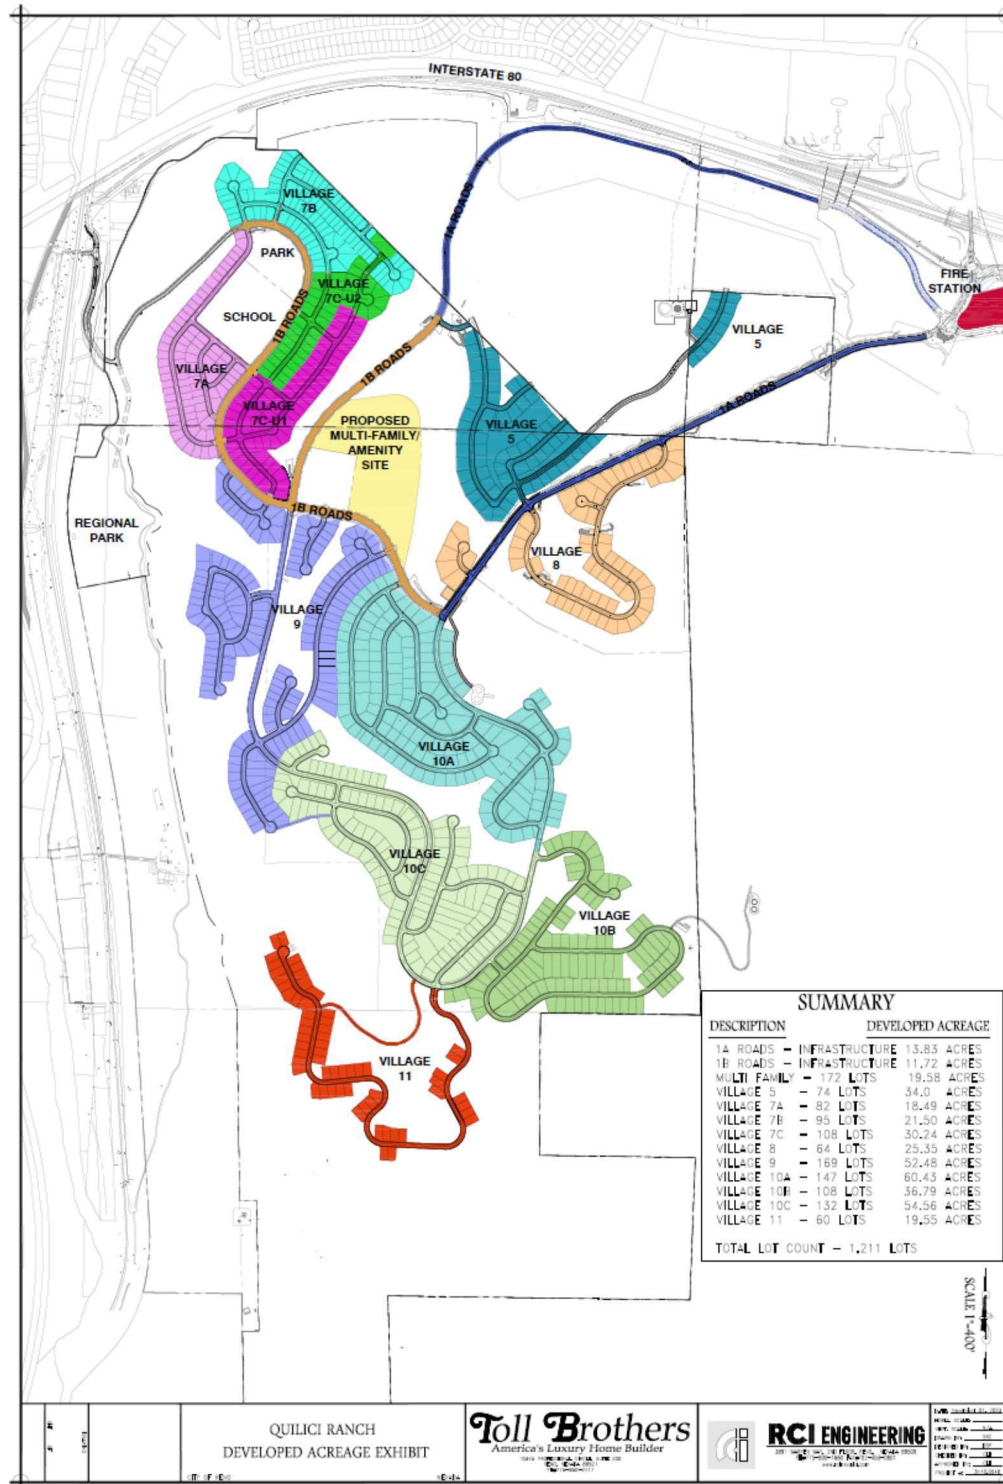 INTERSTATE 80
VILLAGE
7B
1A ROADS
PARK
VILLAGE
7C-U2
FIRE
STATION
SCHOOL
1B ROADS
VILLAGE
5
VILLAGE
7A
1B ROADS
1A ROADS
VILLAGE
7C-U1
PROPOSED
MULTI-FAMILY/
AMENITY
SITE
VILLAGE
5
1B ROADS
REGIONAL
PARK
VILLAGE
8
VILLAGE
9
VILLAGE
10A
VILLAGE
10C
VILLAGE
10B
VILLAGE
11
SUMMARY
DESCRIPTION DEVELOPED ACREAGE
1A ROADS - INFRASTRUCTURE 13.83 ACRES
1B ROADS - INFRASTRUCTURE 11.72 ACRES
MULTI FAMILY - 172 LOTS 19.58 ACRES
VILLAGE 5 - 74 LOTS 34.0 ACRES
VILLAGE 7A - 82 LOTS 18.49 ACRES
VILLAGE 7B - 95 LOTS 21.50 ACRES
VILLAGE 7C - 108 LOTS 30.24 ACRES
VILLAGE 8 - 64 LOTS 25.35 ACRES
VILLAGE 9 - 169 LOTS 52.48 ACRES
VILLAGE 10A - 147 LOTS 60.43 ACRES
VILLAGE 10B - 108 LOTS 36.79 ACRES
VILLAGE 10C - 132 LOTS 54.56 ACRES
VILLAGE 11 - 60 LOTS 19.55 ACRES
TOTAL LOT COUNT - 1,211 LOTS
SCALE 1"=400'
QUILICI RANCH
DEVELOPED ACREAGE EXHIBIT
CITY OF RENO NEVADA
Toll Brothers
America's Luxury Home Builder
RCI ENGINEERING